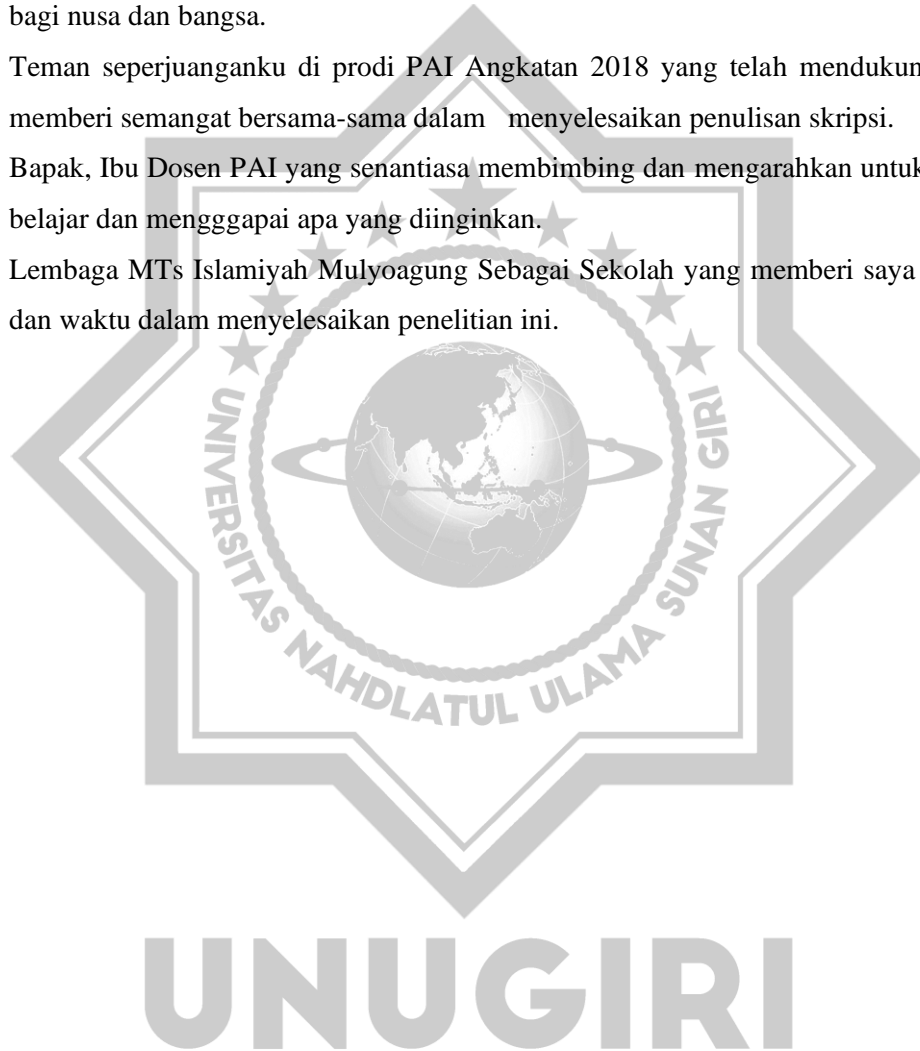 bagi nusa dan bangsa.
Teman seperjuanganku di prodi PAI Angkatan 2018 yang telah mendukun
memberi semangat bersama-sama dalam menyelesaikan penulisan skripsi.
Bapak, Ibu Dosen PAI yang senantiasa membimbing dan mengarahkan untuk
belajar dan mengggapai apa yang diinginkan.
Lembaga MTs Islamiyah Mulyoagung Sebagai Sekolah yang memberi saya
dan waktu dalam menyelesaikan penelitian ini.
UNIVERSITAS NAHDLATUL ULAMA SUNAN GIRI
UNUGIRI